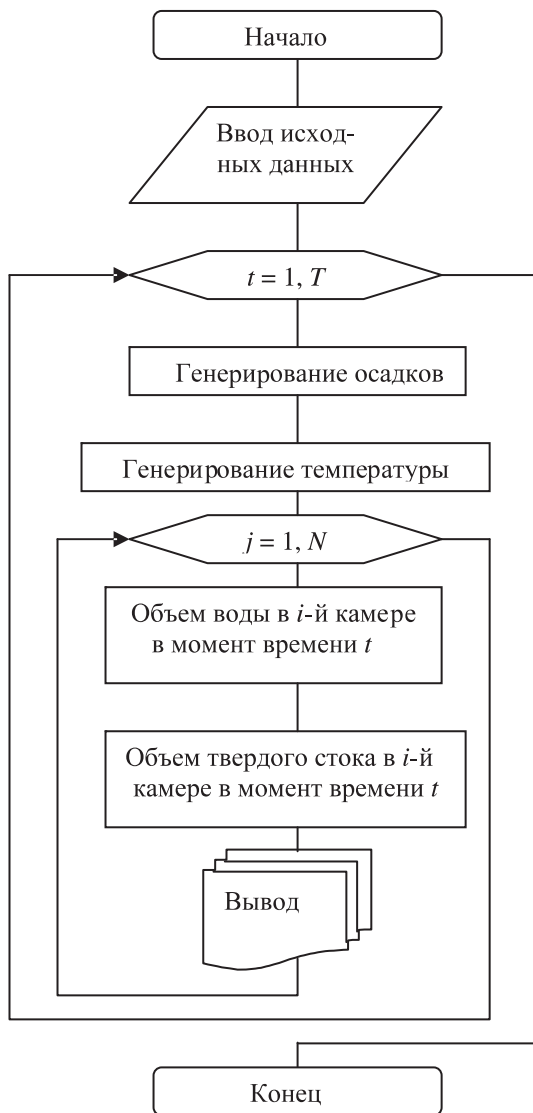 Начало
Ввод исход-
ных данных
t = 1, T
Генерирование осадков
Генерирование температуры
j = 1, N
Объем воды в i-й камере
в момент времени t
Объем твердого стока в i-й
камере в момент времени t
Вывод
Конец